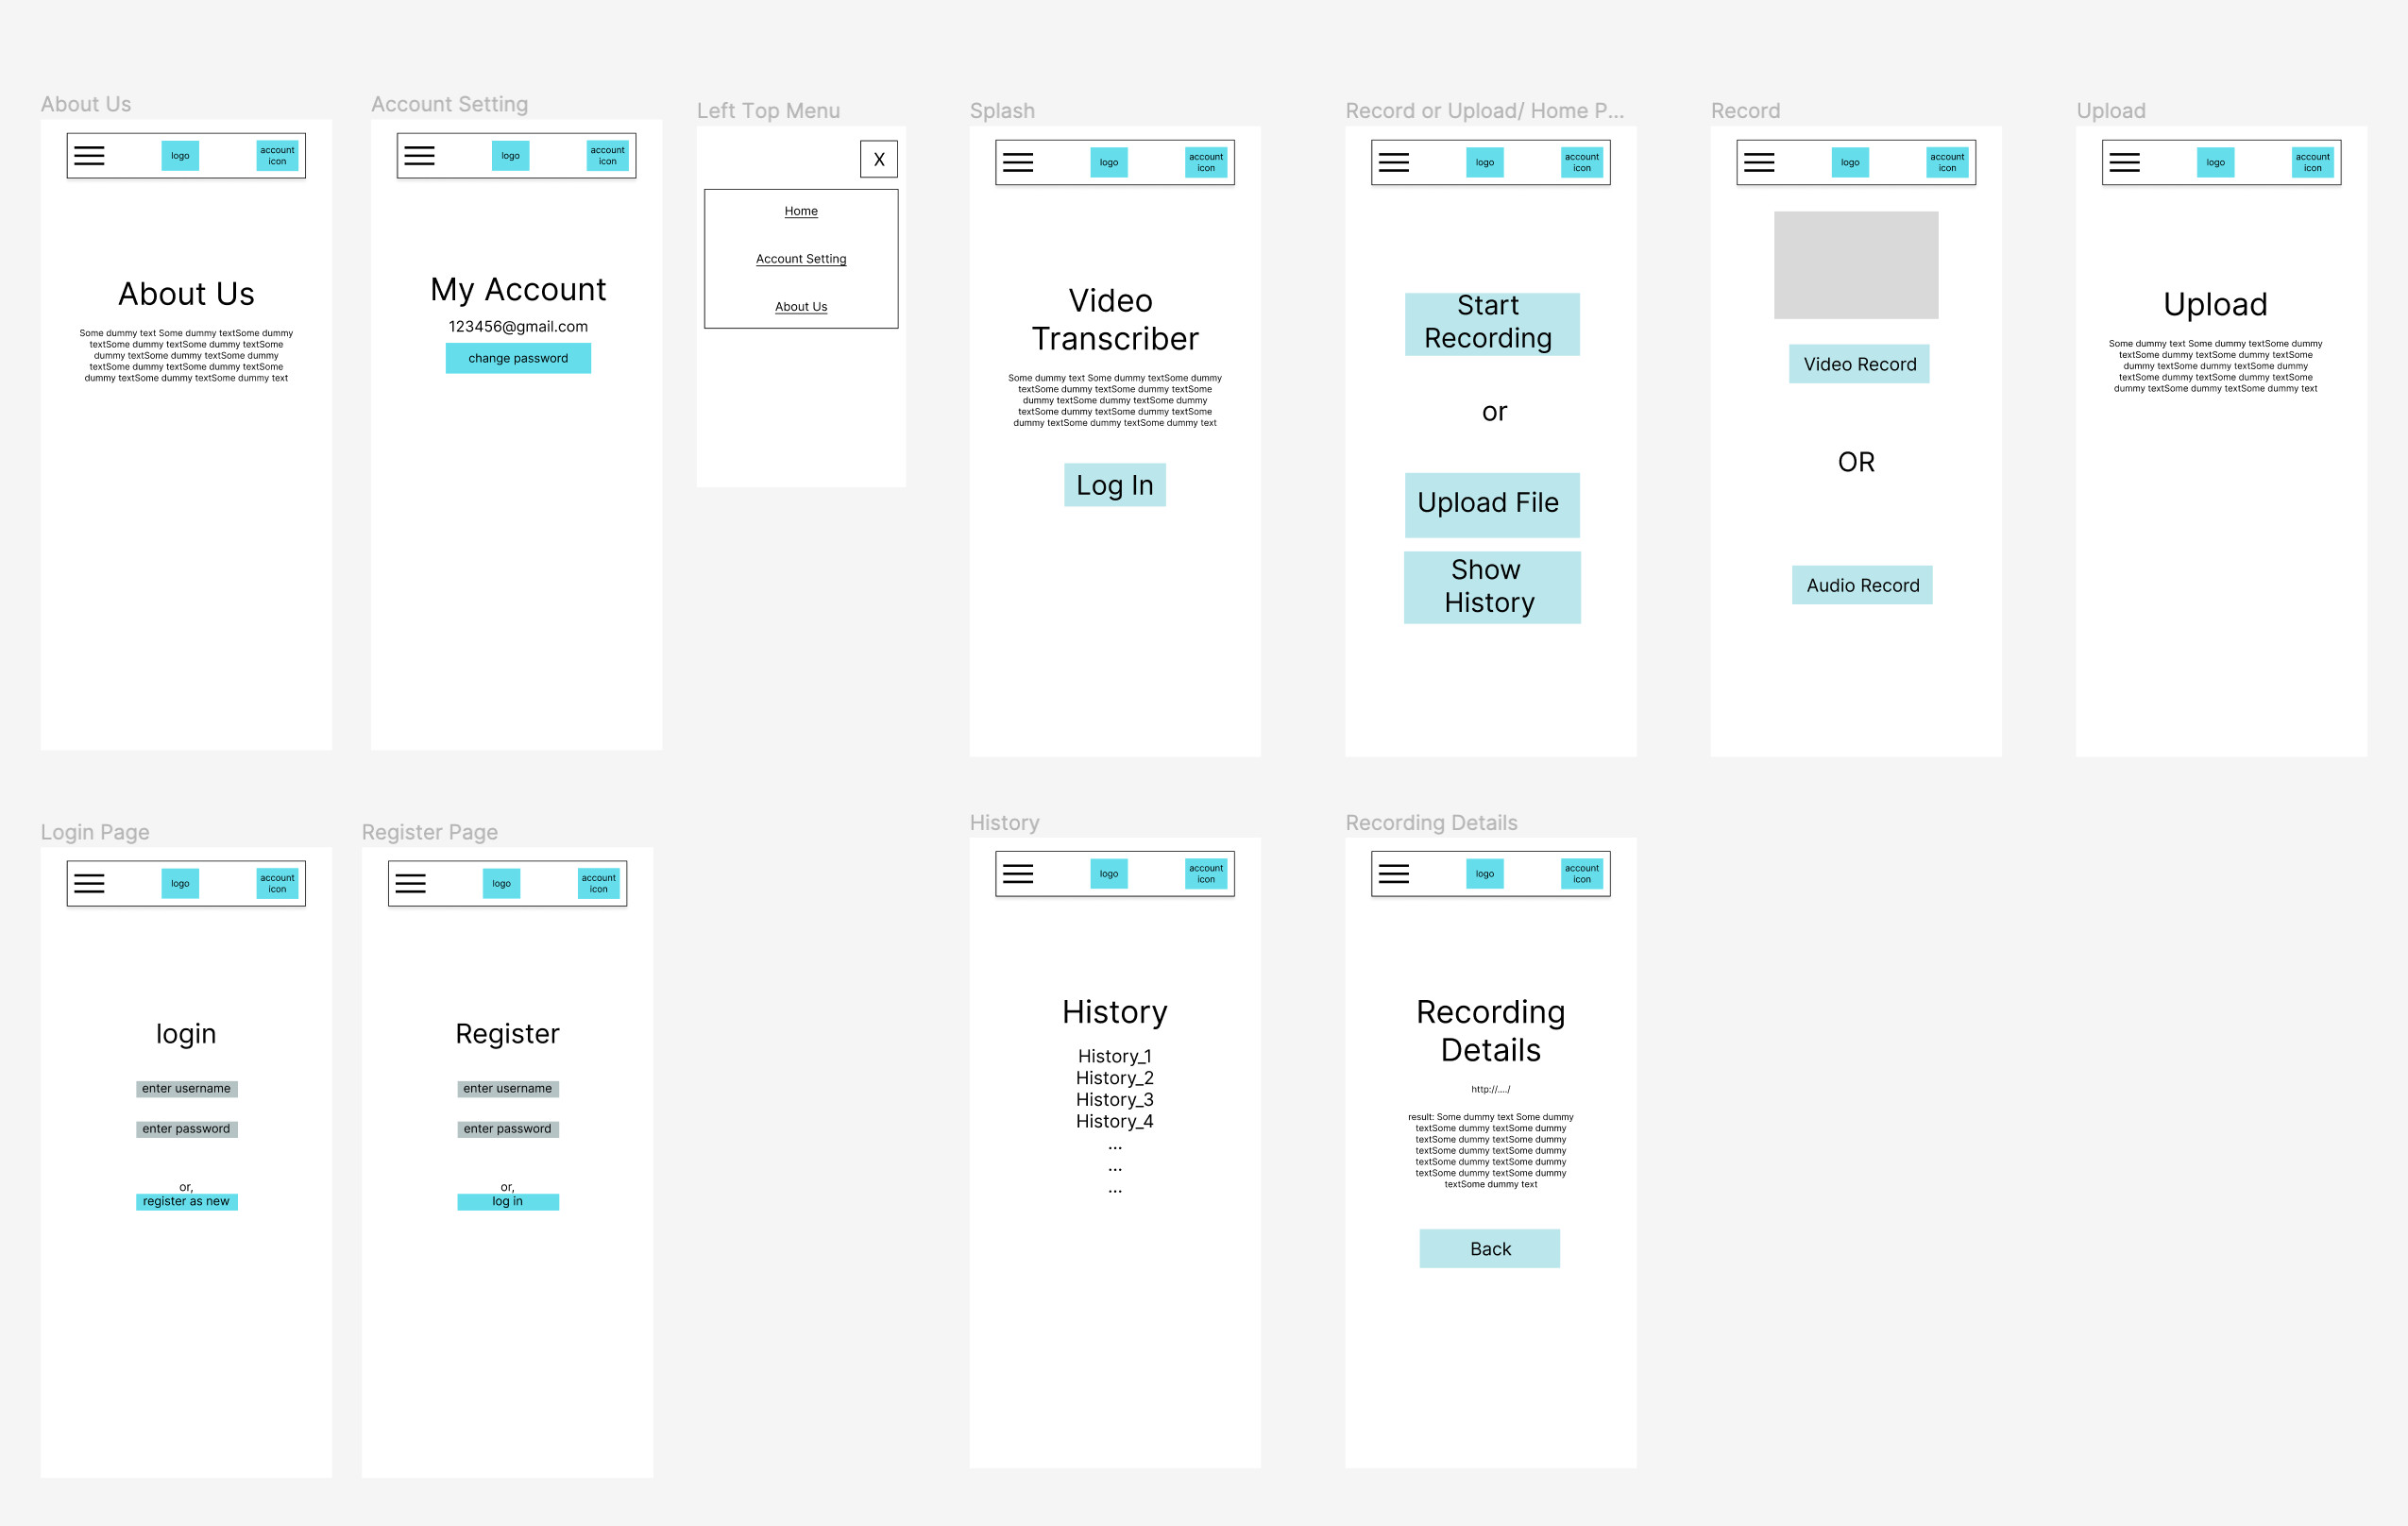 About Us
logo
account
icon
About Us
Some dummy text Some dummy textSome dummy
textSome dummy textSome dummy textSome
dummy textSome dummy textSome dummy
textSome dummy textSome dummy textSome
dummy textSome dummy textSome dummy text
Account Setting
logo
account
icon
My Account
123456@gmail.com
change password
Left Top Menu
X
Home
Account Setting
About Us
Splash
logo
account
icon
Video
Transcriber
Some dummy text Some dummy textSome dummy
textSome dummy textSome dummy textSome
dummy textSome dummy textSome dummy
textSome dummy textSome dummy textSome
dummy textSome dummy textSome dummy text
Log In
Record or Upload/ Home P...
logo
account
icon
Start
Recording
or
Upload File
Show
History
Record
logo
account
icon
Video Record
OR
Audio Record
Upload
logo
account
icon
Upload
Some dummy text Some dummy textSome dummy
textSome dummy textSome dummy textSome
dummy textSome dummy textSome dummy
textSome dummy textSome dummy textSome
dummy textSome dummy textSome dummy text
Login Page
logo
account
icon
login
enter username
enter password
or,
register as new
Register Page
logo
account
icon
Register
enter username
enter password
or,
log in
History
logo
account
icon
History
History_1
History_2
History_3
History_4
...
...
...
Recording Details
logo
account
icon
Recording
Details
http://..../
result: Some dummy text Some dummy
textSome dummy textSome dummy
textSome dummy textSome dummy
textSome dummy textSome dummy
textSome dummy textSome dummy
textSome dummy textSome dummy
textSome dummy text
Back